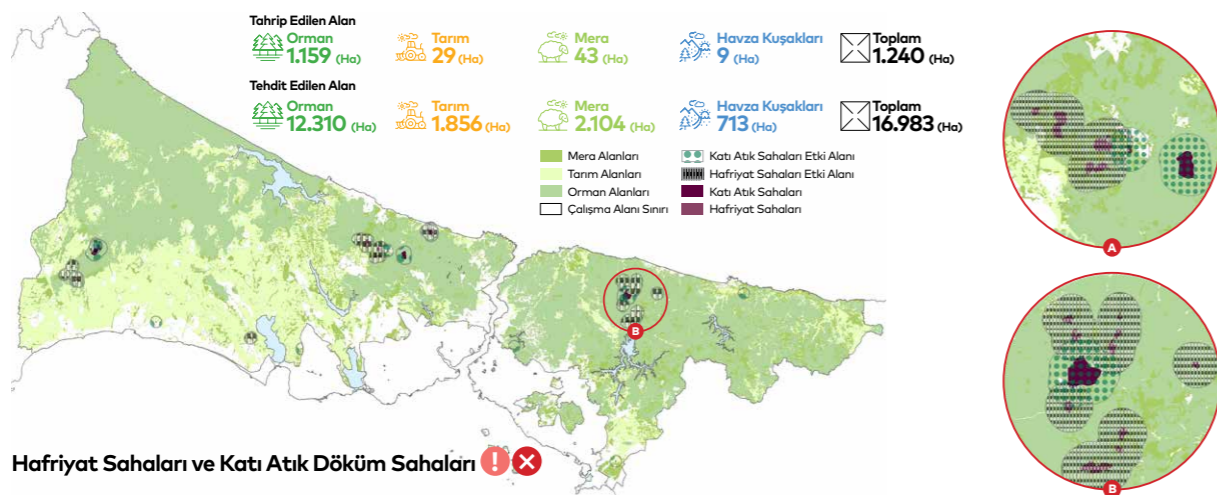 Tahrip Edilen Alan
Orman
1.159 (Ha)
Tarım
29 (Ha)
Mera
43 (Ha)
Havza Kuşakları
9 (Ha)
Toplam
1.240 (Ha)
Tehdit Edilen Alan
Orman
12.310 (Ha)
Tarım
1.856 (Ha)
Mera
2.104 (Ha)
Havza Kuşakları
713 (Ha)
Toplam
16.983 (Ha)
Mera Alanları
Tarım Alanları
Orman Alanları
Çalışma Alanı Sınırı
Katı Atık Sahaları Etki Alanı
Hafriyat Sahaları Etki Alanı
Katı Atık Sahaları
Hafriyat Sahaları
A
B
B
Hafriyat Sahaları ve Katı Atık Döküm Sahaları !